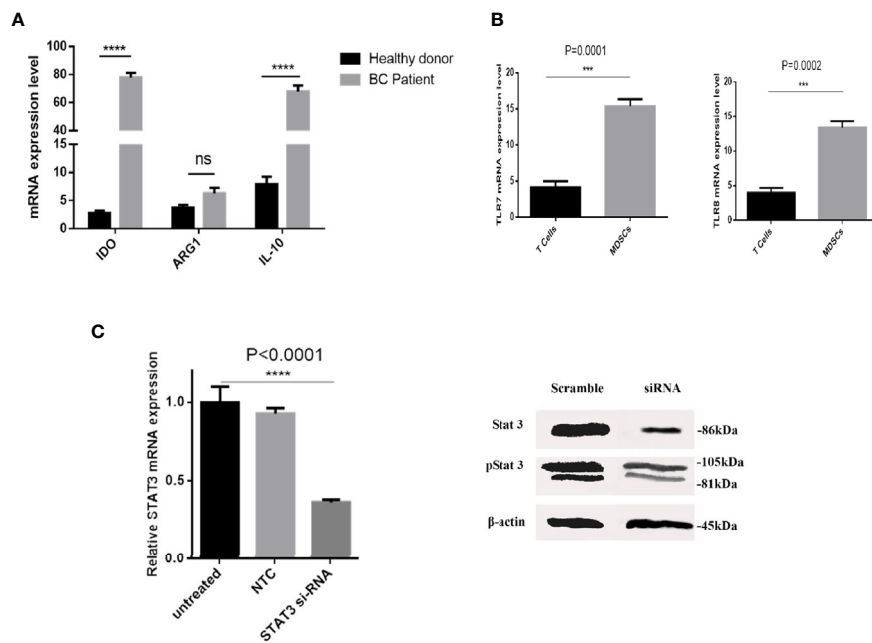 A
mRNA expression level
100
80
60
40
15
10
5
0
****
ns
****
IDO
ARG1
IL-10
Healthy donor
BC Patient
B
P=0.0001
***
TLR7 mRNA expression level
20
15
10
5
0
T Cells
MDSCs
P=0.0002
***
TLR8 mRNA expression level
20
15
10
5
0
T Cells
MDSCs
C
P<0.0001
****
Relative STAT3 mRNA expression
1.0
0.5
0.0
untreated
NTC
STAT3 si-RNA
Scramble siRNA
Stat 3 -86kDa
pStat 3 -105kDa
-81kDa
β-actin -45kDa